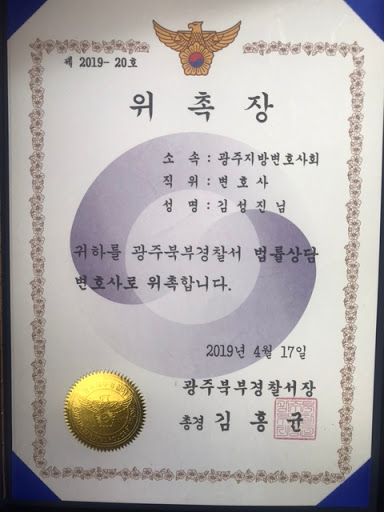 제 2019- 20호
위 촉 장
소 속 : 광주지방변호사회
직 위 : 변 호 사
성 명 : 김 성 진 님
귀하를 광주북부경찰서 법률상담
변호사로 위촉합니다.
2019년 4월 17일
광주북부경찰서장
총경 김 홍 균